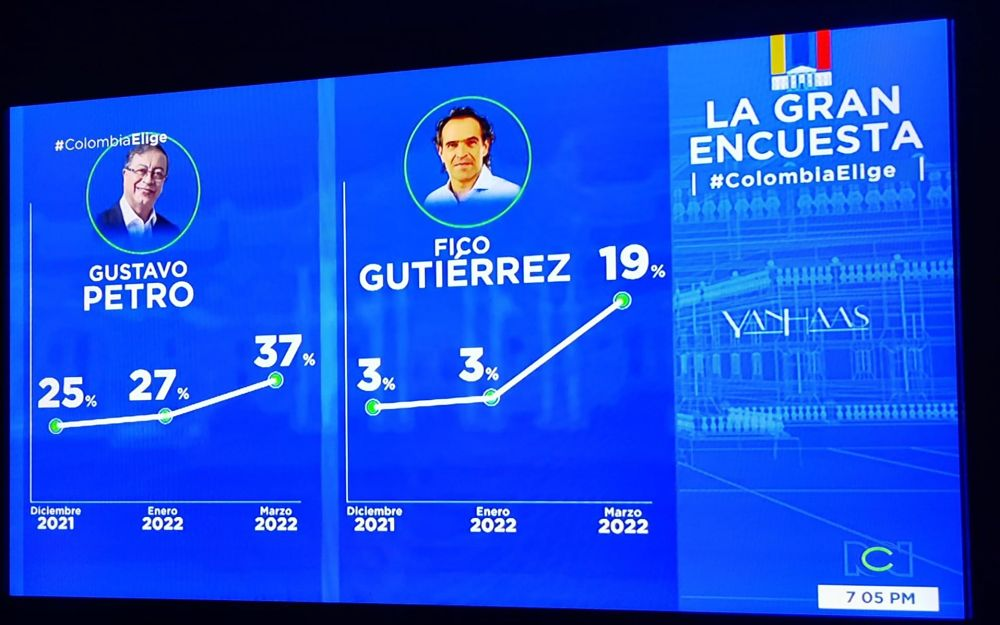 #ColombiaElige
GUSTAVO
PETRO
25%
27%
37%
Diciembre
2021
Enero
2022
Marzo
2022
FICO
GUTIÉRREZ
3%
3%
19%
Diciembre
2021
Enero
2022
Marzo
2022
LA GRAN
ENCUESTA
| #ColombiaElige |
YANHAAS
RCN
7 05 PM